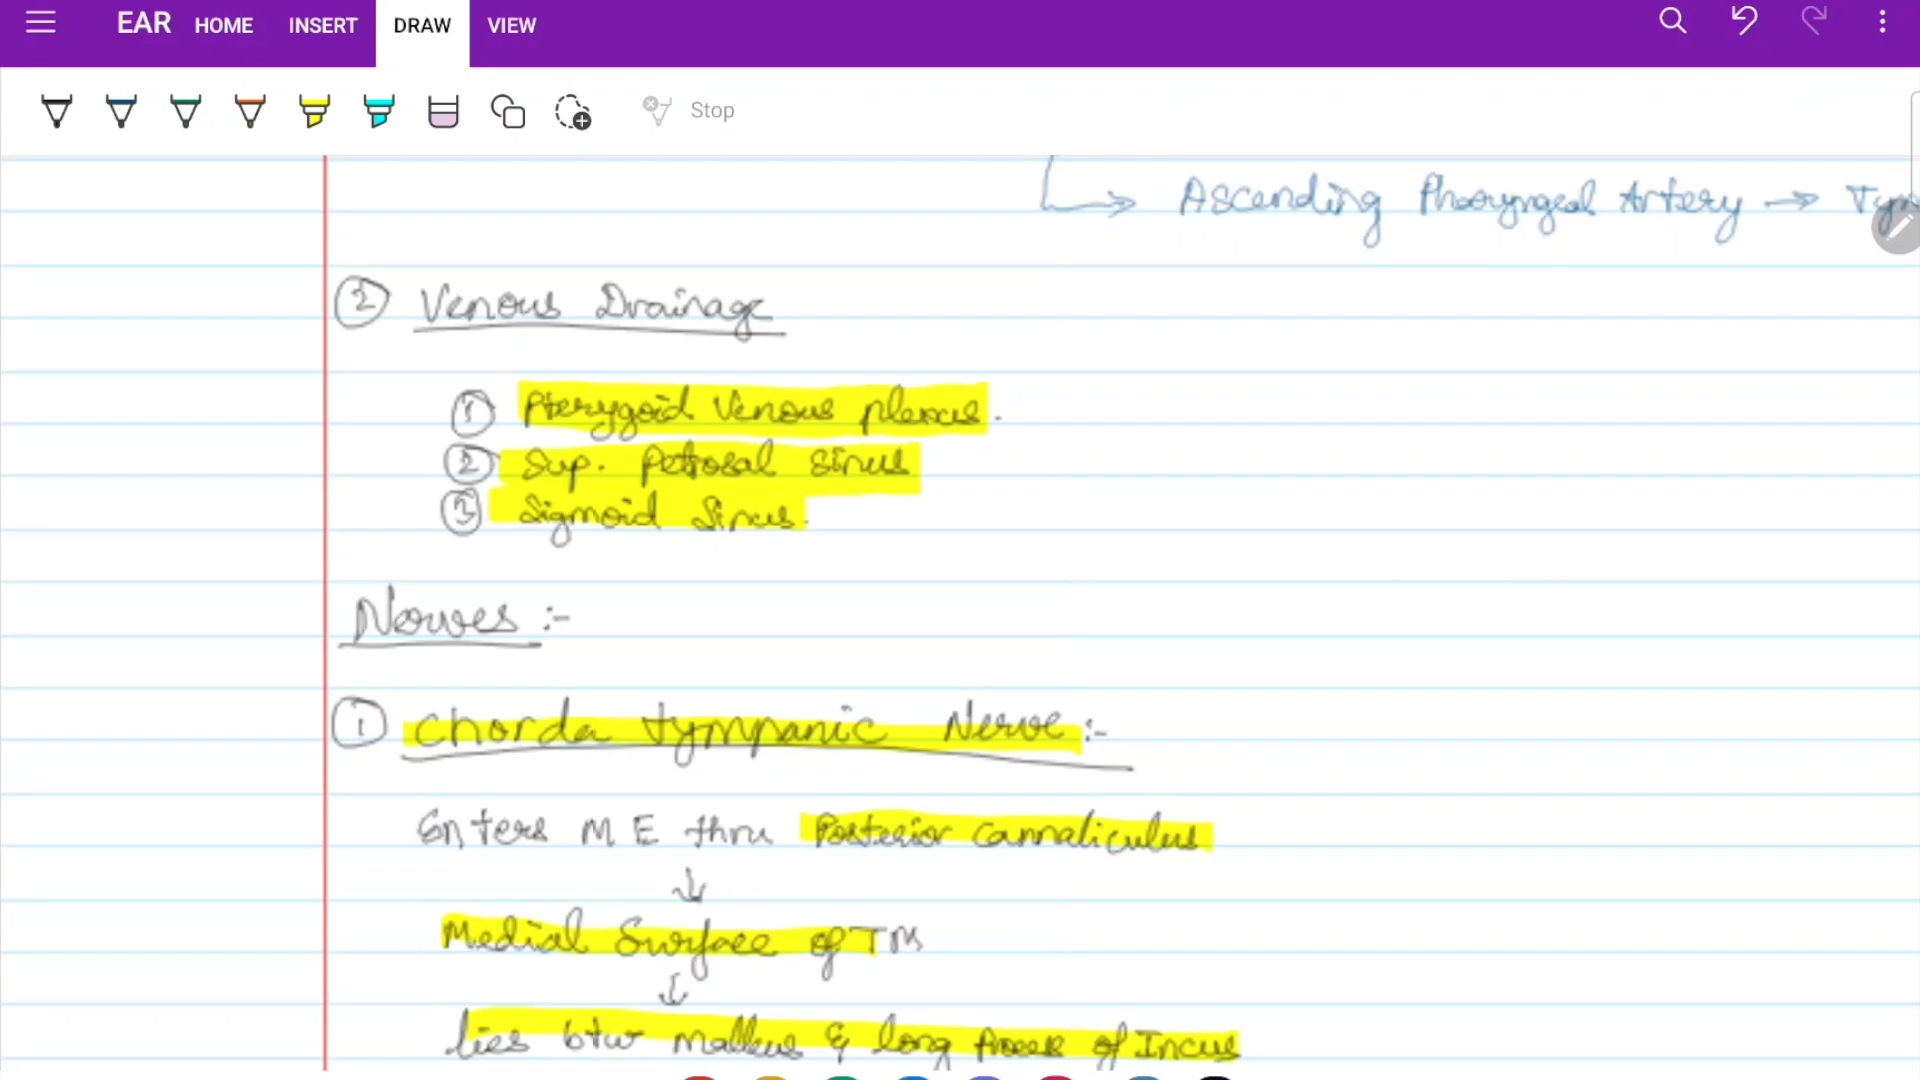 EAR HOME INSERT DRAW VIEW
Stop
Ascending Pharyngeal Artery → Tym
② Venous Drainage
① Pterygoid Venous plexus.
② Sup. Petrosal sinus
③ Sigmoid Sinus.
Nerves :-
① Chorda tympanic Nerve :-
Enters M E thru Posterior Cannaliculus
↓
Medial Surface of TM
↓
lies btw malleus & long Process of Incus